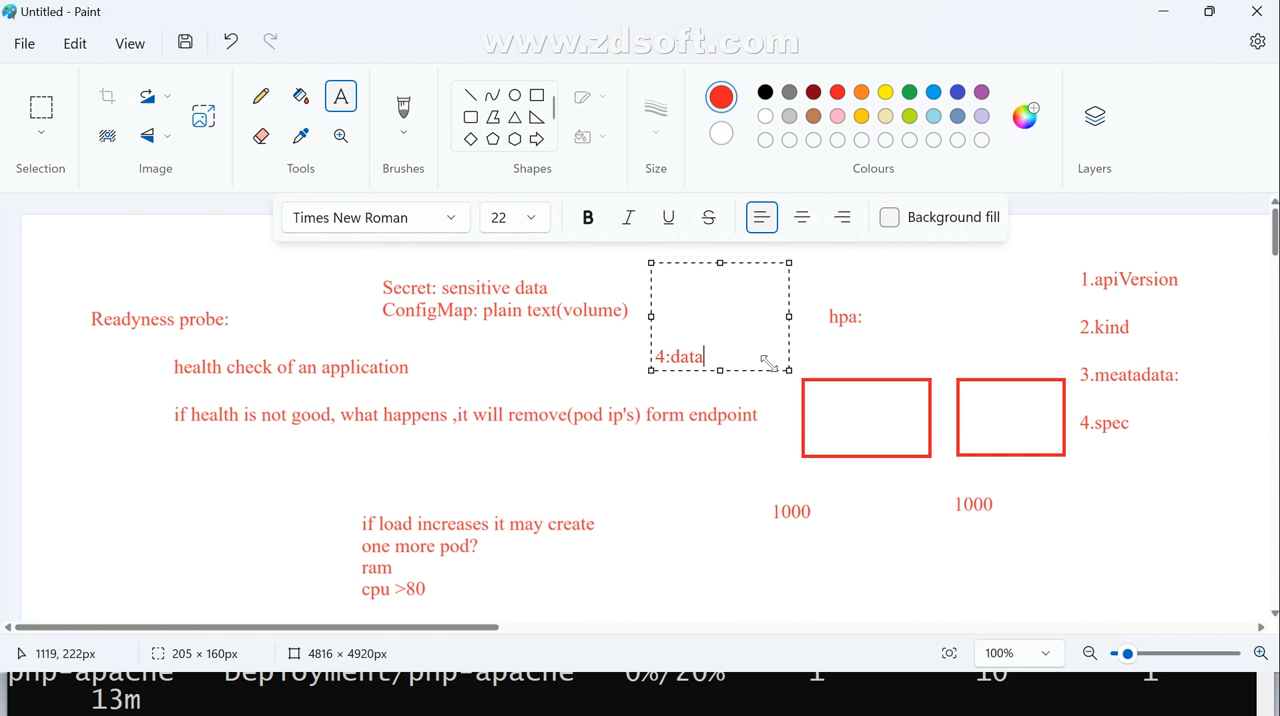 Untitled - Paint
File Edit View
www.zdsoft.com
Selection Image Tools Brushes Shapes Size Colours Layers
Times New Roman 22 B I U S Background fill
Secret: sensitive data
ConfigMap: plain text(volume)
Readyness probe:
health check of an application
if health is not good, what happens ,it will remove(pod ip's) form endpoint
4:data
hpa:
1.apiVersion
2.kind
3.meatadata:
4.spec
1000
1000
if load increases it may create
one more pod?
ram
cpu >80
1119, 222px 205 × 160px 4816 × 4920px 100%
php-apache Deployment/php-apache 0%/20% 1 10 1
13m